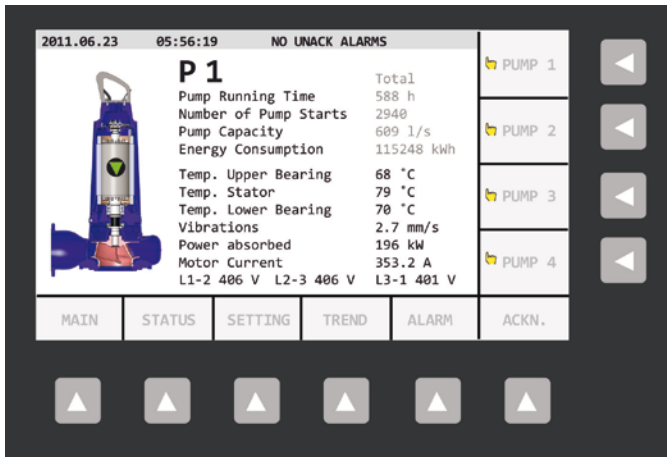 2011.06.23 05:56:19 NO UNACK ALARMS
P 1
Total
Pump Running Time 588 h
Number of Pump Starts 2940
Pump Capacity 609 l/s
Energy Consumption 115248 kWh
Temp. Upper Bearing 68 °C
Temp. Stator 79 °C
Temp. Lower Bearing 70 °C
Vibrations 2.7 mm/s
Power absorbed 196 kW
Motor Current 353.2 A
L1-2 406 V L2-3 406 V L3-1 401 V
PUMP 1
PUMP 2
PUMP 3
PUMP 4
MAIN STATUS SETTING TREND ALARM ACKN.